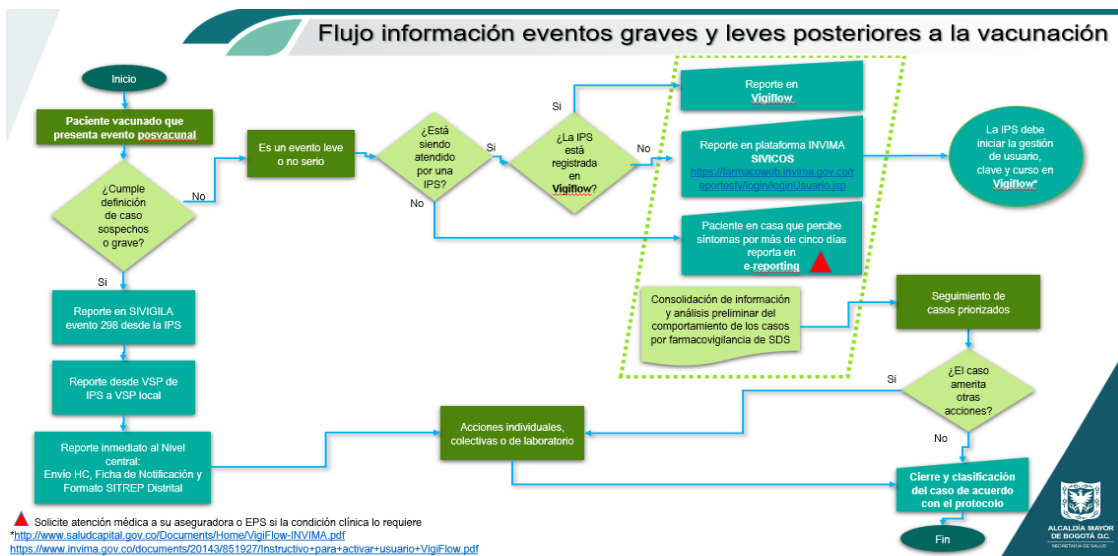 Flujo información eventos graves y leves posteriores a la vacunación
Inicio
Paciente vacunado que
presenta evento posvacunal
¿Cumple
definición
de caso
sospechos
o grave?
No
Si
Es un evento leve
o no serio
¿Está
siendo
atendido
por una
IPS?
Si
No
¿La IPS
está
registrada
en
Vigiflow?
Si
No
Reporte en
Vigiflow
Reporte en plataforma INVIMA
SIVICOS
https://farmacoweb.invima.gov.co/r
eportesfv/login/loginUsuario.jsp
Paciente en casa que percibe
síntomas por más de cinco días
reporta en
e-reporting
La IPS debe
iniciar la gestión
de usuario,
clave y curso en
Vigiflow*
Reporte en SIVIGILA
evento 298 desde la IPS
Reporte desde VSP de
IPS a VSP local
Reporte inmediato al Nivel
central:
Envío HC, Ficha de Notificación y
Formato SITREP Distrital
Consolidación de información
y análisis preliminar del
comportamiento de los casos
por farmacovigilancia de SDS
Seguimiento de
casos priorizados
¿El caso
amerita
otras
acciones?
Si
No
Acciones individuales,
colectivas o de laboratorio
Cierre y clasificación
del caso de acuerdo
con el protocolo
Fin
Solicite atención médica a su aseguradora o EPS si la condición clínica lo requiere
*http://www.saludcapital.gov.co/Documents/Home/VigiFlow-INVIMA.pdf
https://www.invima.gov.co/documents/20143/851927/Instructivo+para+activar+usuario+VigiFlow.pdf
ALCALDÍA MAYOR
DE BOGOTÁ D.C.
SECRETARÍA DE SALUD